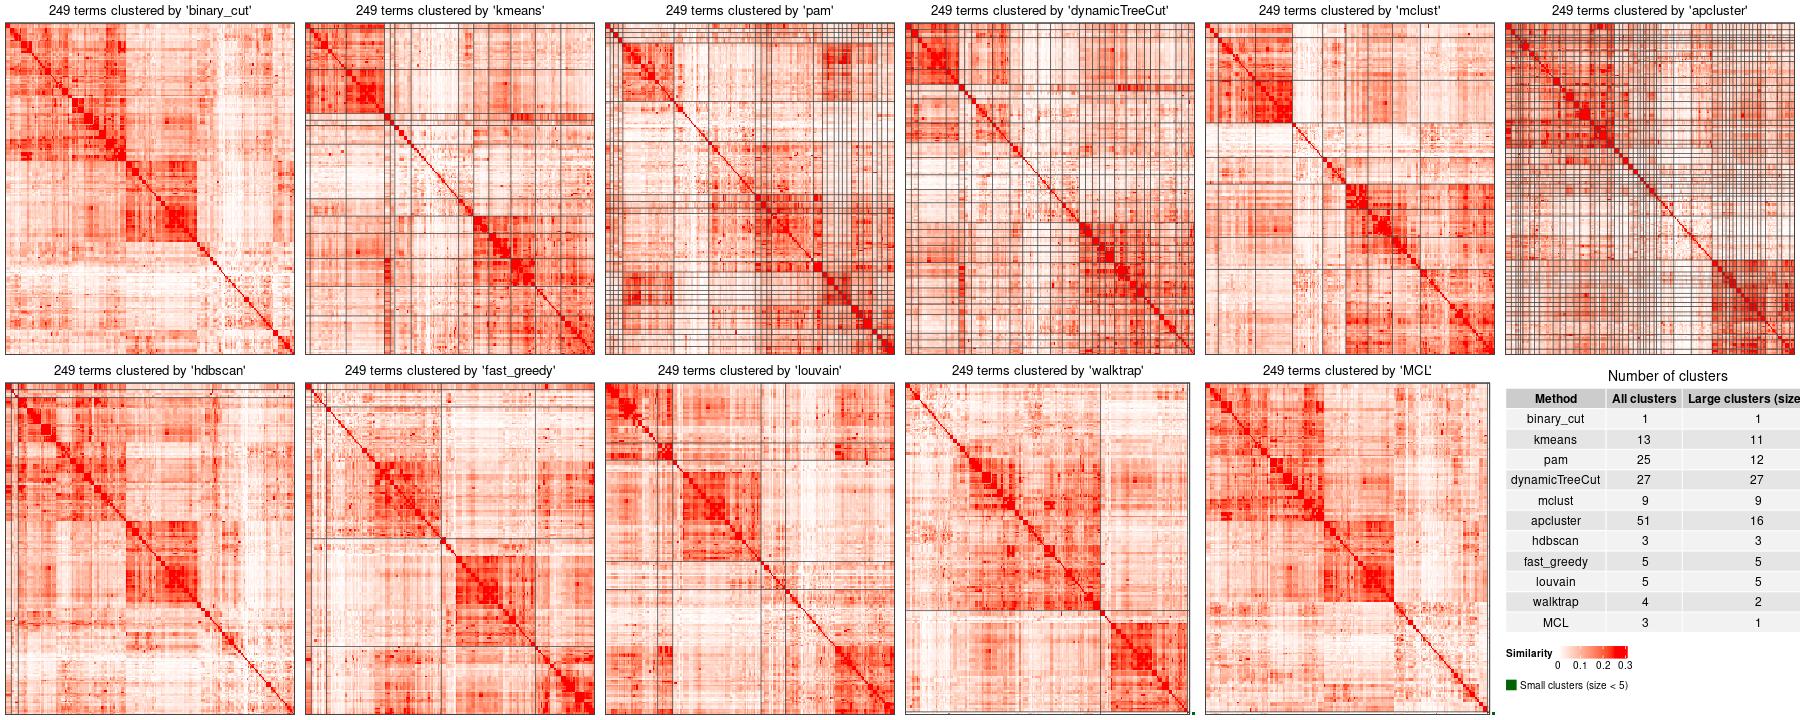 249 terms clustered by 'binary_cut'
249 terms clustered by 'kmeans'
249 terms clustered by 'pam'
249 terms clustered by 'dynamicTreeCut'
249 terms clustered by 'mclust'
249 terms clustered by 'apcluster'
249 terms clustered by 'hdbscan'
249 terms clustered by 'fast_greedy'
249 terms clustered by 'louvain'
249 terms clustered by 'walktrap'
249 terms clustered by 'MCL'
Number of clusters
Method All clusters Large clusters (size
binary_cut 1 1
kmeans 13 11
pam 25 12
dynamicTreeCut 27 27
mclust 9 9
apcluster 51 16
hdbscan 3 3
fast_greedy 5 5
louvain 5 5
walktrap 4 2
MCL 3 1
Similarity
0 0.1 0.2 0.3
Small clusters (size < 5)